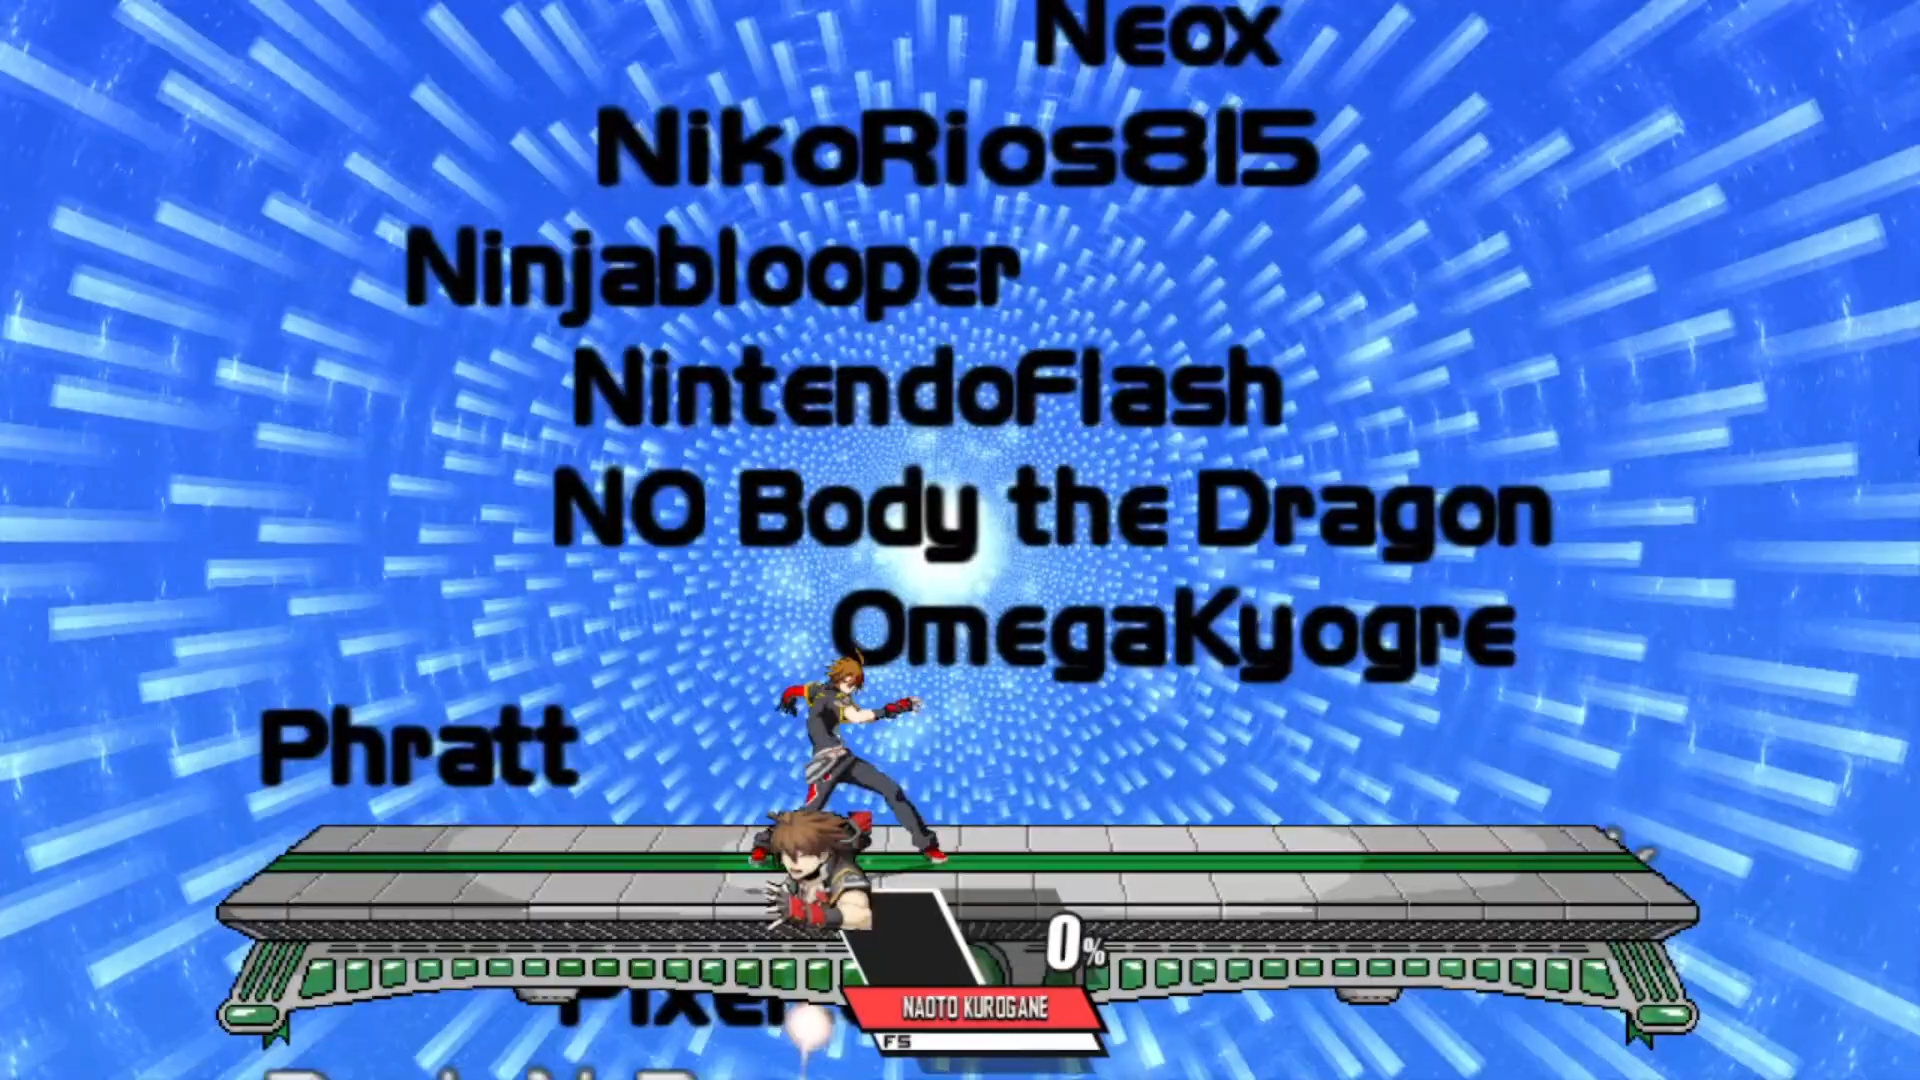 Neox
NikoRios815
Ninjablooper
NintendoFlash
NO Body the Dragon
OmegaKyogre
Phratt
0%
NAOTO KUROGANE
FS